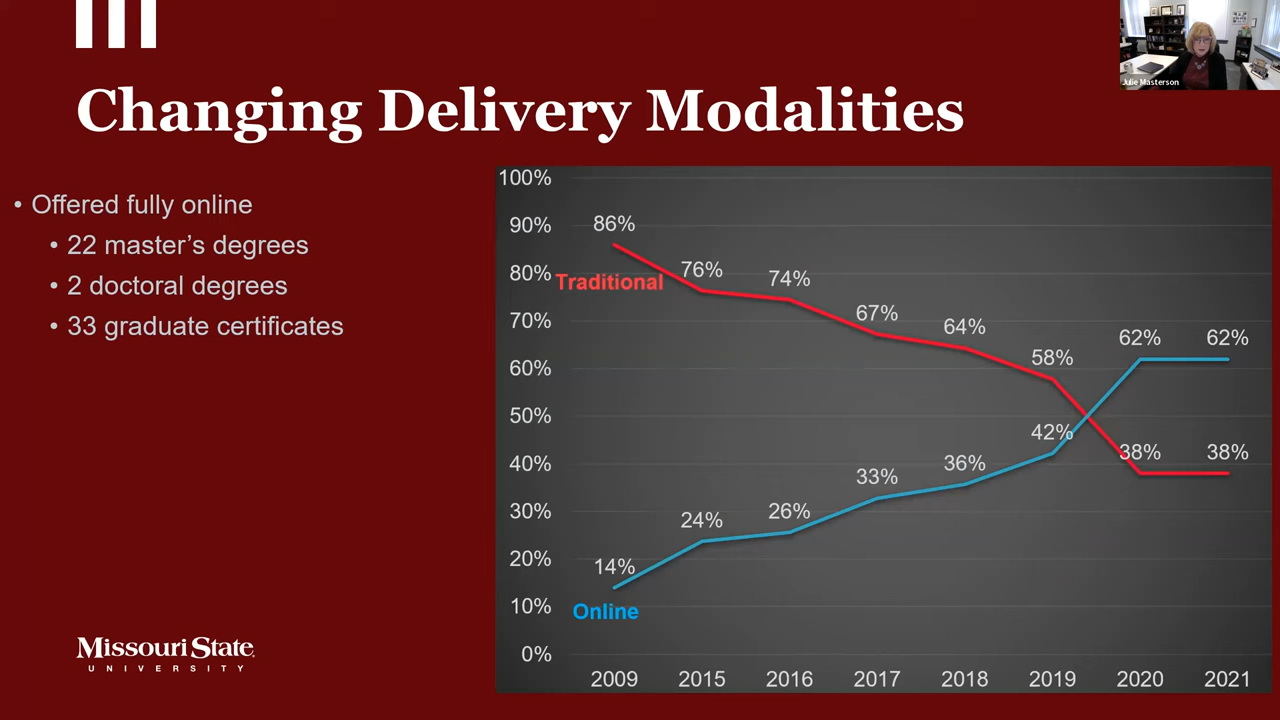 Julie Masterson
Changing Delivery Modalities
• Offered fully online
• 22 master’s degrees
• 2 doctoral degrees
• 33 graduate certificates
100%
90%
80%
70%
60%
50%
40%
30%
20%
10%
0%
Traditional
86%
76%
74%
67%
64%
58%
38%
38%
Online
14%
24%
26%
33%
36%
42%
62%
62%
2009 2015 2016 2017 2018 2019 2020 2021
Missouri State
UNIVERSITY